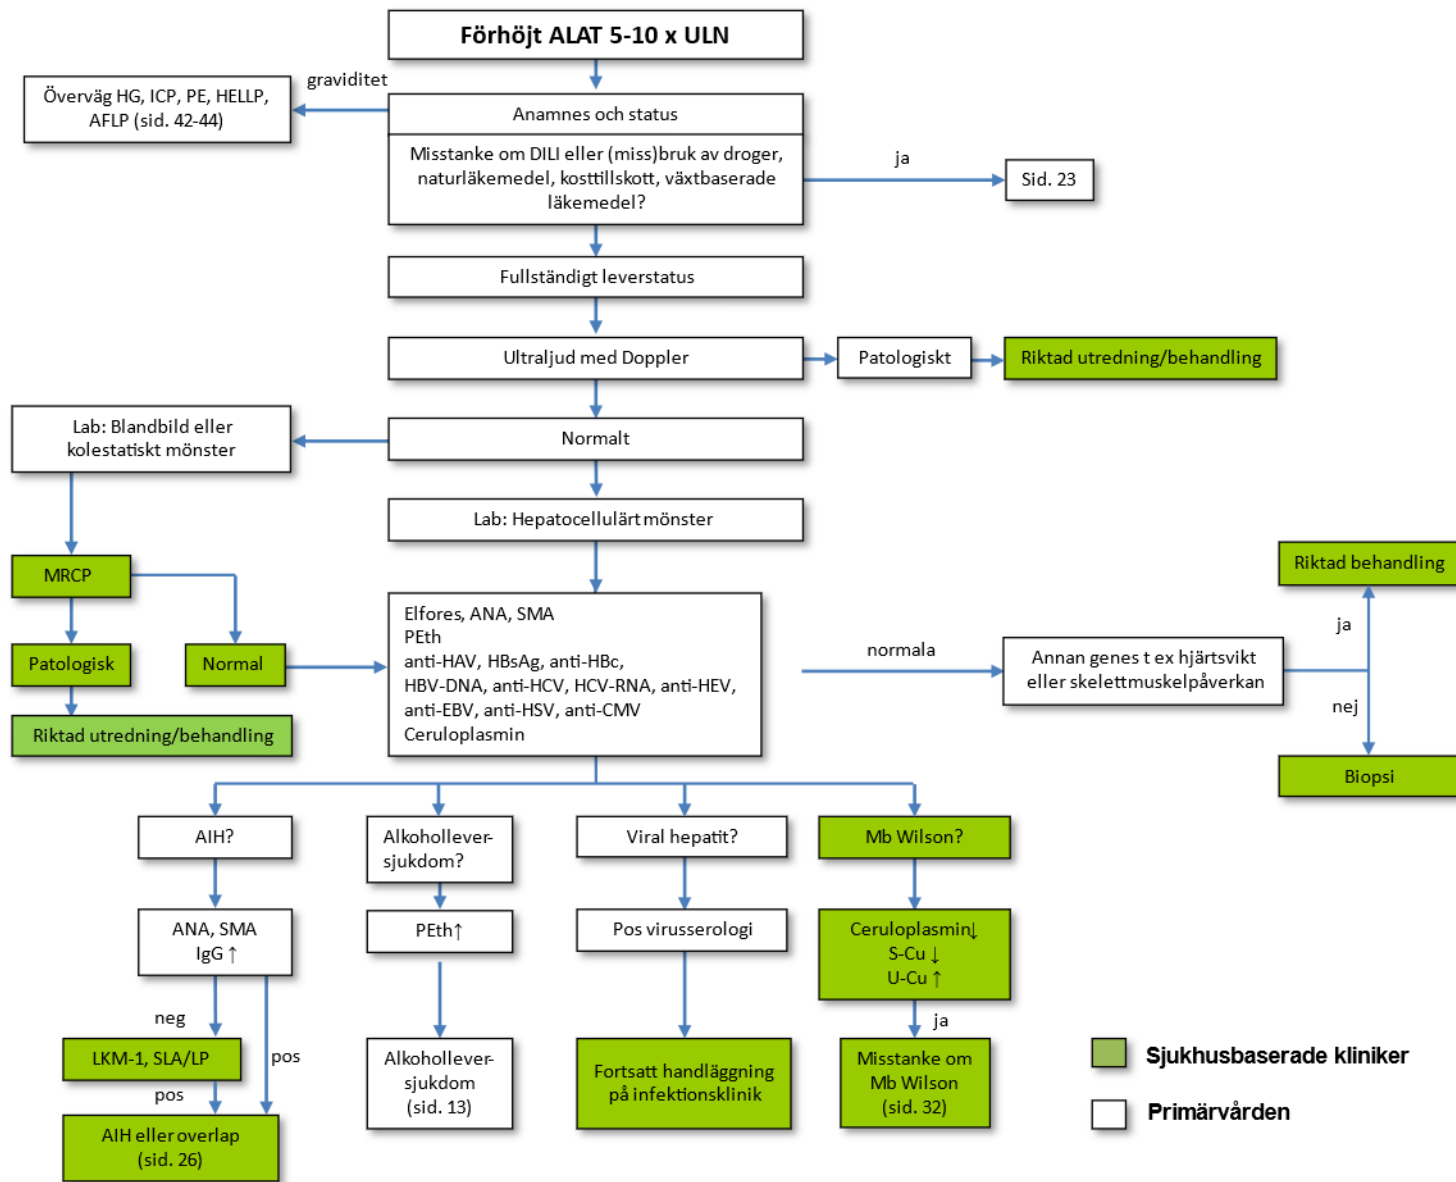 Förhöjt ALAT 5-10 x ULN
graviditet
Överväg HG, ICP, PE, HELLP,
AFLP (sid. 42-44)
Anamnes och status
Misstanke om DILI eller (miss)bruk av droger,
naturläkemedel, kosttillskott, växtbaserade
läkemedel?
ja
Sid. 23
Fullständigt leverstatus
Ultraljud med Doppler
Patologiskt
Riktad utredning/behandling
Lab: Blandbild eller
kolestatiskt mönster
Normalt
Lab: Hepatocellulärt mönster
MRCP
Patologisk
Normal
Riktad utredning/behandling
Elfores, ANA, SMA
PEth
anti-HAV, HBsAg, anti-HBc,
HBV-DNA, anti-HCV, HCV-RNA, anti-HEV,
anti-EBV, anti-HSV, anti-CMV
Ceruloplasmin
normala
Annan genes t ex hjärtsvikt
eller skelettmuskelpåverkan
Riktad behandling
ja
nej
Biopsi
AIH?
Alkohollever-
sjukdom?
Viral hepatit?
Mb Wilson?
ANA, SMA
IgG ↑
PEth↑
Pos virusserologi
Ceruloplasmin↓
S-Cu ↓
U-Cu ↑
neg
pos
ja
LKM-1, SLA/LP
pos
AIH eller overlap
(sid. 26)
Alkohollever-
sjukdom
(sid. 13)
Fortsatt handläggning
på infektionsklinik
Misstanke om
Mb Wilson
(sid. 32)
Sjukhusbaserade kliniker
Primärvården